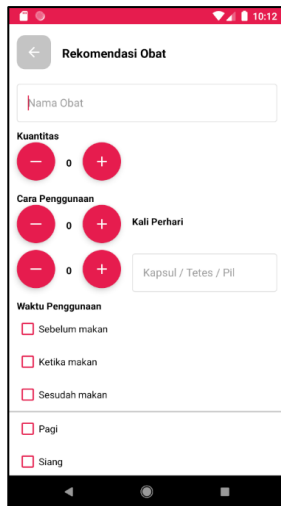 10:12
Rekomendasi Obat
Nama Obat
Kuantitas
0
Cara Penggunaan
0 Kali Perhari
0 Kapsul / Tetes / Pil
Waktu Penggunaan
Sebelum makan
Ketika makan
Sesudah makan
Pagi
Siang